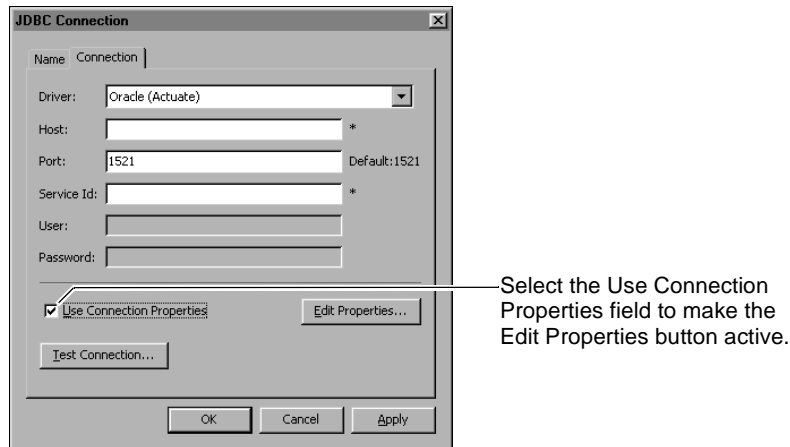 JDBC Connection
Name Connection
Driver: Oracle (Actuate)
Host: *
Port: 1521 Default:1521
Service Id: *
User:
Password:
Use Connection Properties Edit Properties...
Test Connection...
OK Cancel Apply
Select the Use Connection
Properties field to make the
Edit Properties button active.